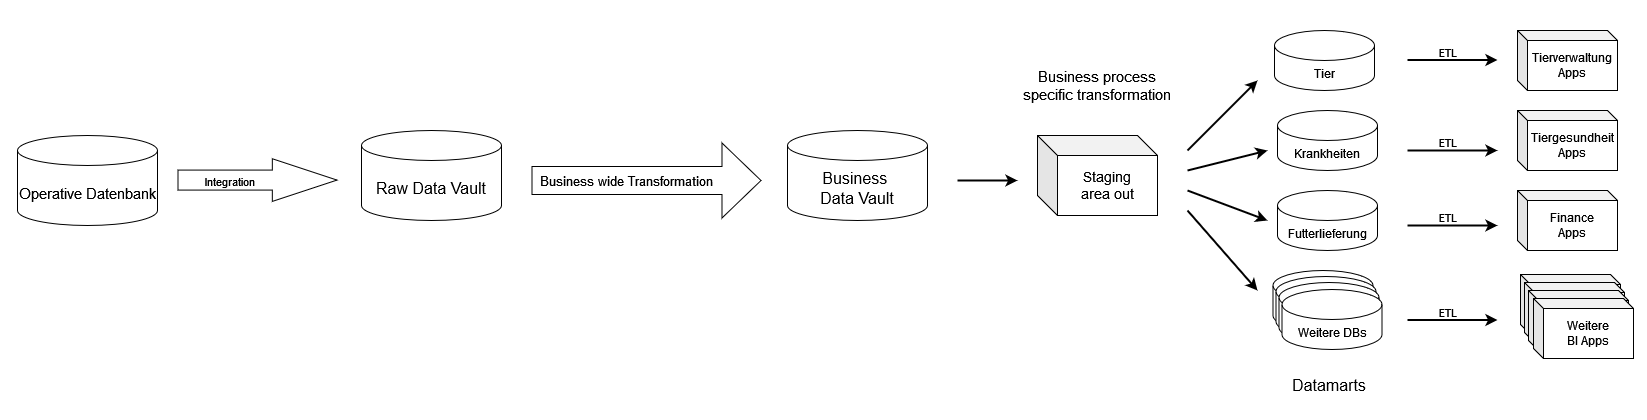 Operative Datenbank
Integration
Raw Data Vault
Business wide Transformation
Business
Data Vault
Business process
specific transformation
Staging
area out
Tier
ETL
Tierverwaltung
Apps
Krankheiten
ETL
Tiergesundheit
Apps
Futterlieferung
ETL
Finance
Apps
Weitere DBs
ETL
Weitere
BI Apps
Datamarts